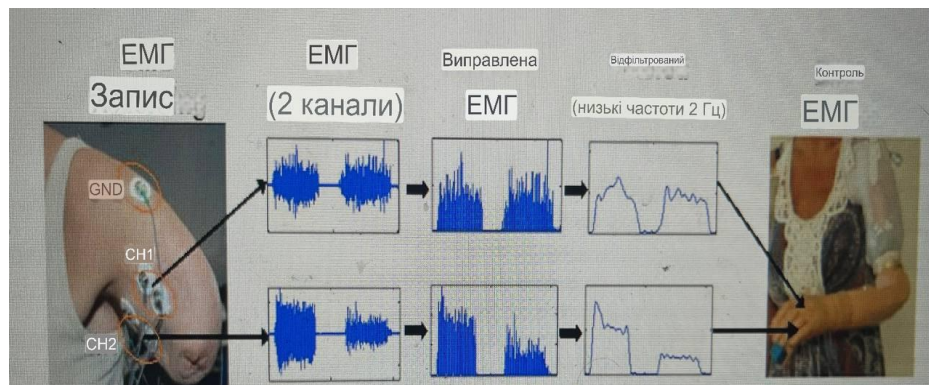 ЕМГ
Запис
ЕМГ
(2 канали)
Виправлена
ЕМГ
Відфільтрований
(низькі частоти 2 Гц)
Контроль
ЕМГ
GND
CH1
CH2